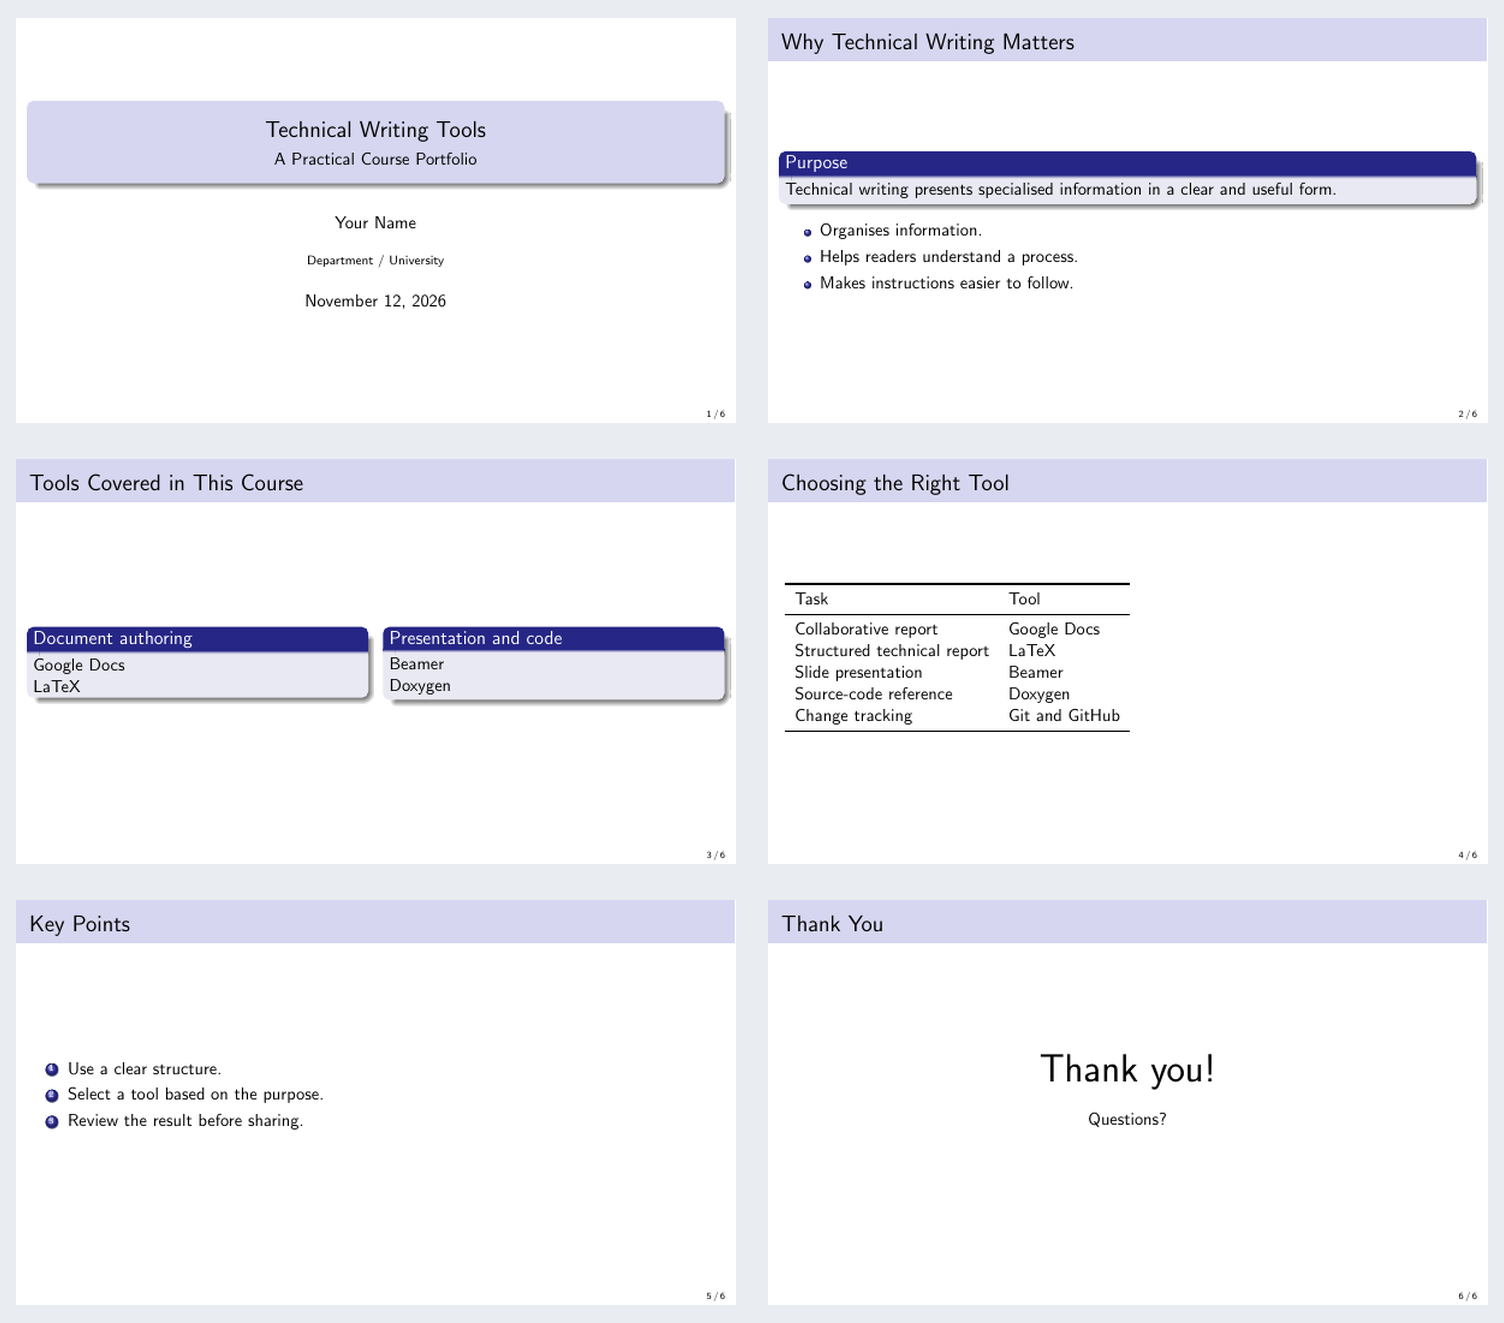 Technical Writing Tools
A Practical Course Portfolio
Your Name
Department / University
November 12, 2026
1 / 6
Why Technical Writing Matters
Purpose
Technical writing presents specialised information in a clear and useful form.
Organises information.
Helps readers understand a process.
Makes instructions easier to follow.
2 / 6
Tools Covered in This Course
Document authoring
Google Docs
LaTeX
Presentation and code
Beamer
Doxygen
3 / 6
Choosing the Right Tool
Task Tool
Collaborative report Google Docs
Structured technical report LaTeX
Slide presentation Beamer
Source-code reference Doxygen
Change tracking Git and GitHub
4 / 6
Key Points
1 Use a clear structure.
2 Select a tool based on the purpose.
3 Review the result before sharing.
5 / 6
Thank You
Thank you!
Questions?
6 / 6